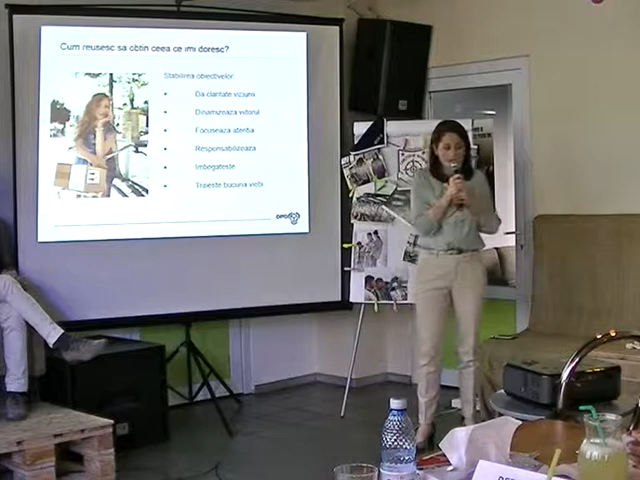 Cum reusesc sa obtin ceea ce imi doresc?
Stabilirea obiectivelor:
• Da claritate viziunii
• Dinamizeaza viitorul
• Focuseaza atentia
• Responsabilizeaza
• Imbogateste
• Traieste bucuria vietii